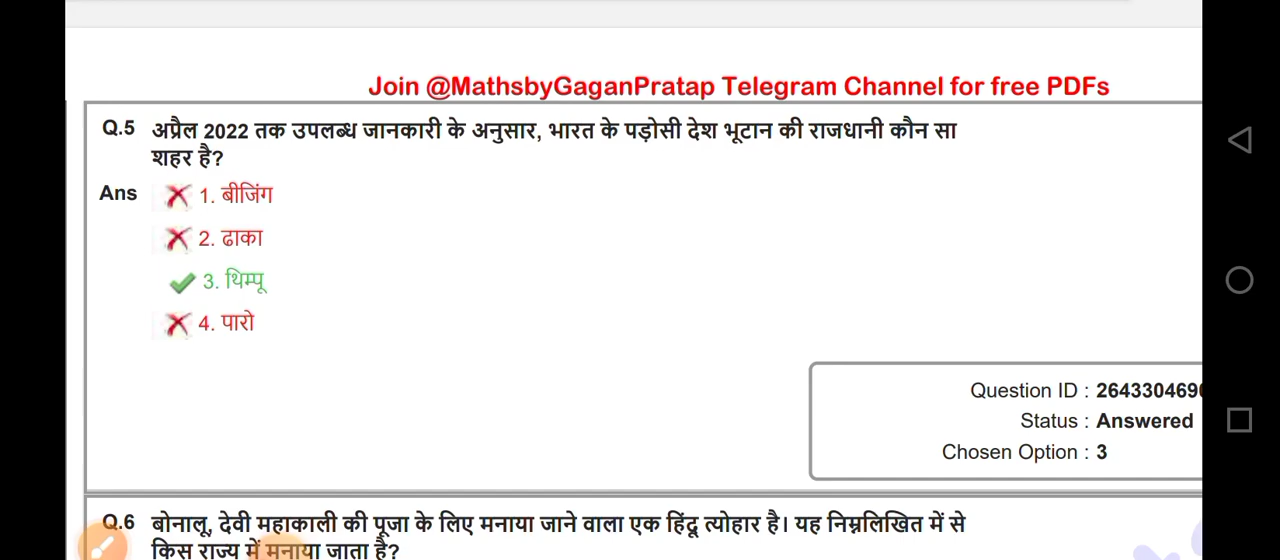 Join @MathsbyGaganPratap Telegram Channel for free PDFs
Q.5 अप्रैल 2022 तक उपलब्ध जानकारी के अनुसार, भारत के पड़ोसी देश भूटान की राजधानी कौन सा
शहर है?
Ans 1. बीजिंग
2. ढाका
3. थिम्पू
4. पारो
Question ID : 264330469
Status : Answered
Chosen Option : 3
Q.6 बोनालू, देवी महाकाली की पूजा के लिए मनाया जाने वाला एक हिंदू त्योहार है। यह निम्नलिखित में से
किस राज्य में मनाया जाता है?